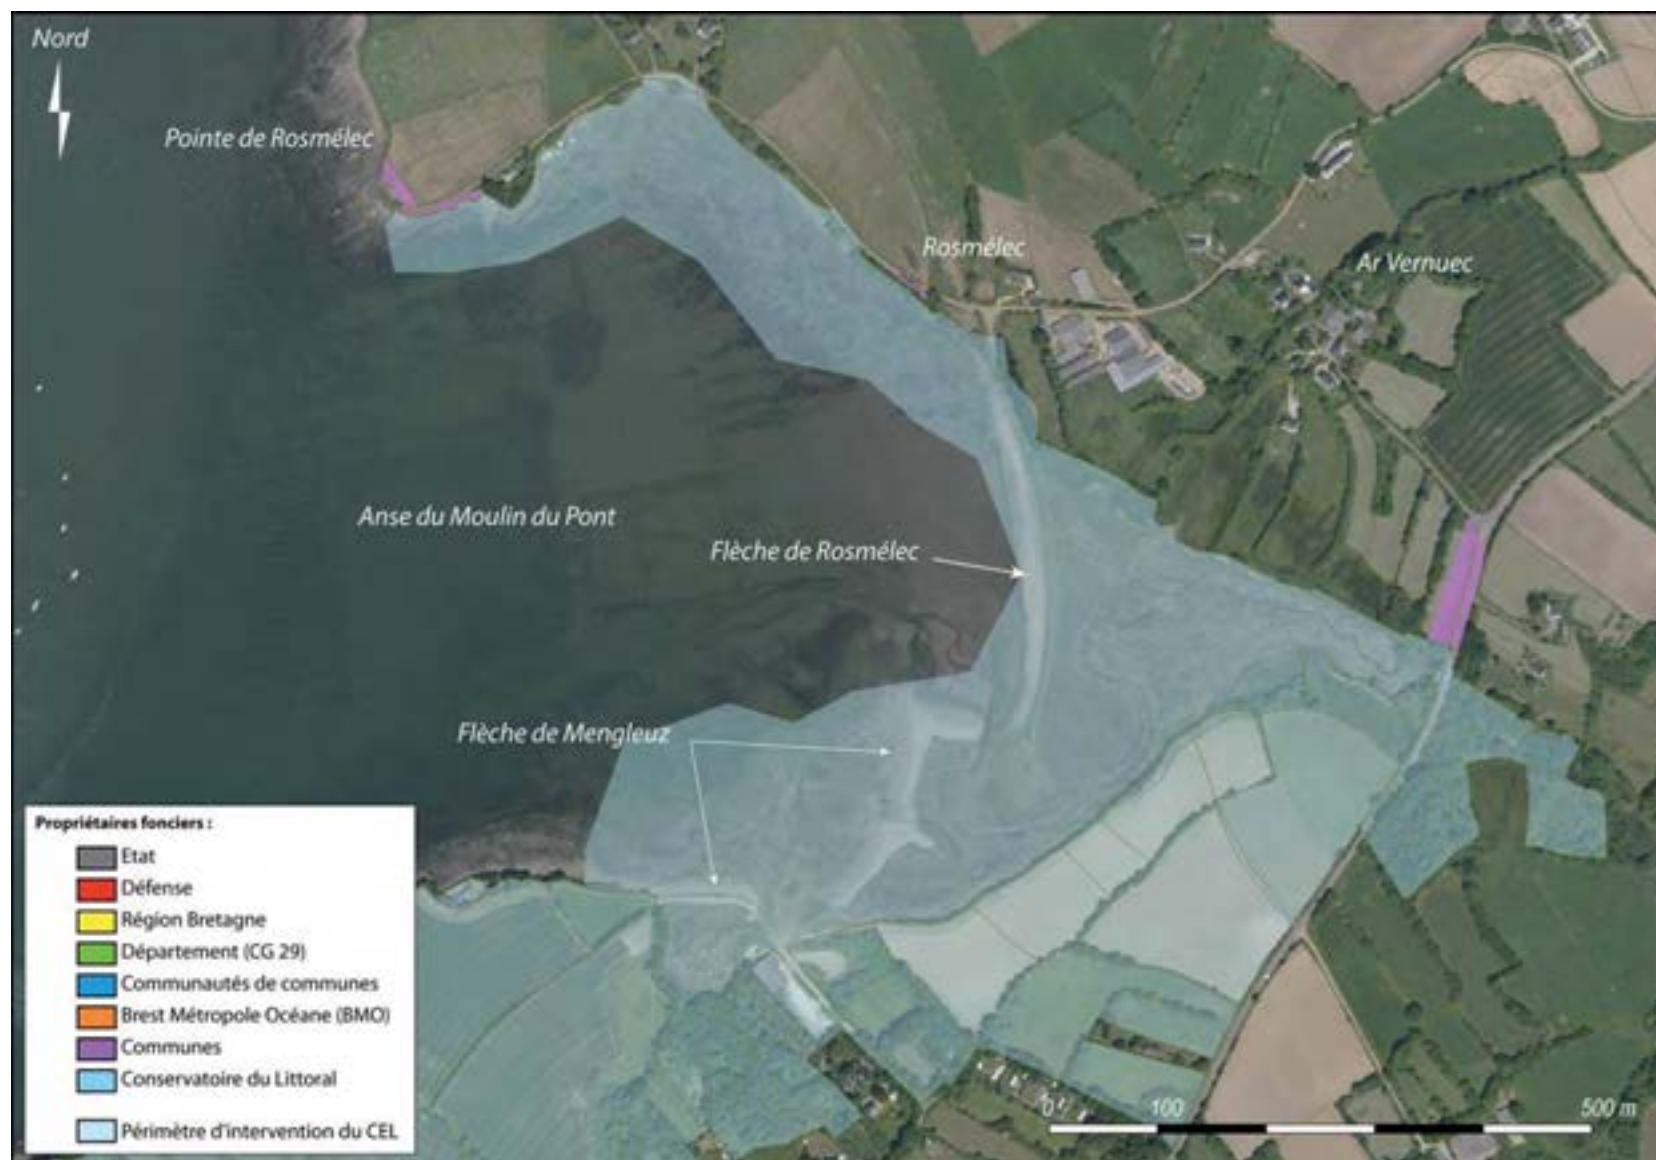 Nord
Pointe de Rosmélec
Rosmélec
Ar Vernuec
Anse du Moulin du Pont
Flèche de Rosmélec
Flèche de Mengleuz
Propriétaires fonciers :
Etat
Défense
Région Bretagne
Département (CG 29)
Communautés de communes
Brest Métropole Océane (BMO)
Communes
Conservatoire du Littoral
Périmètre d'intervention du CEL
0 100 500 m